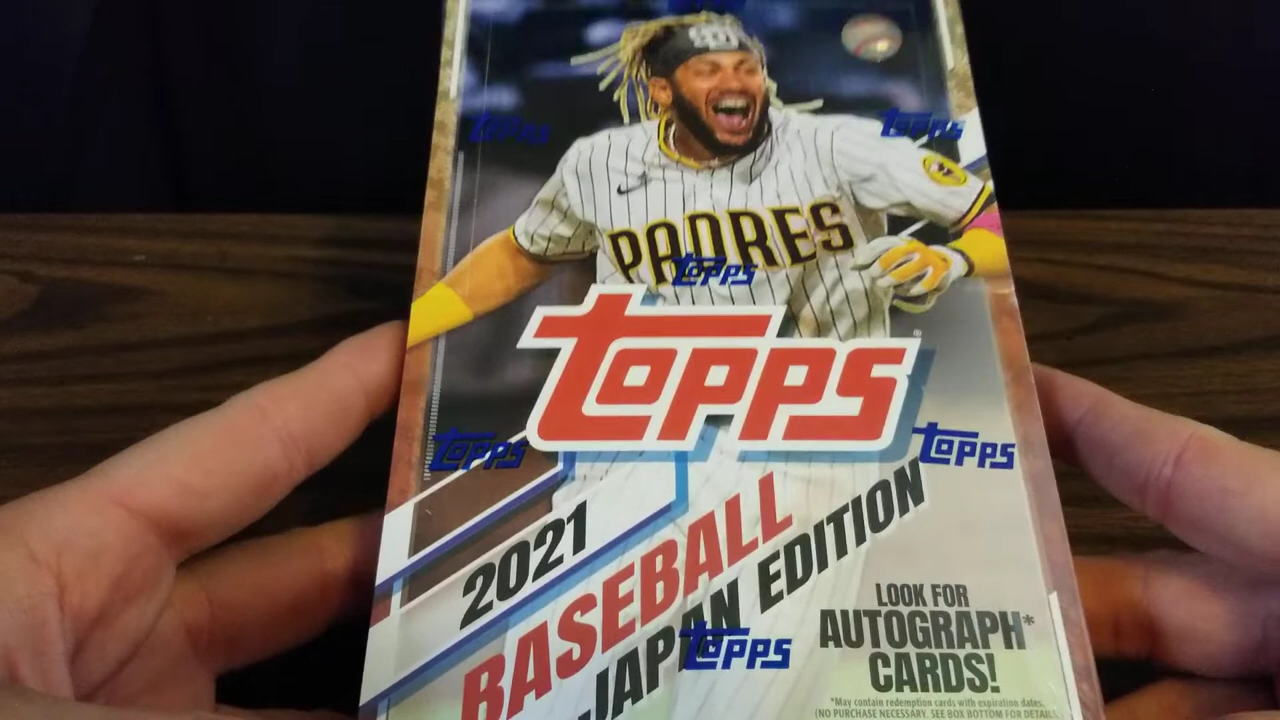 SD
Topps
Topps
PADRES
Topps
Topps
®
Topps
Topps
2021
BASEBALL
JAPAN EDITION
Topps
LOOK FOR
AUTOGRAPH*
CARDS!
*May contain redemption cards with expiration dates.
(NO PURCHASE NECESSARY. SEE BOX BOTTOM FOR DETAILS